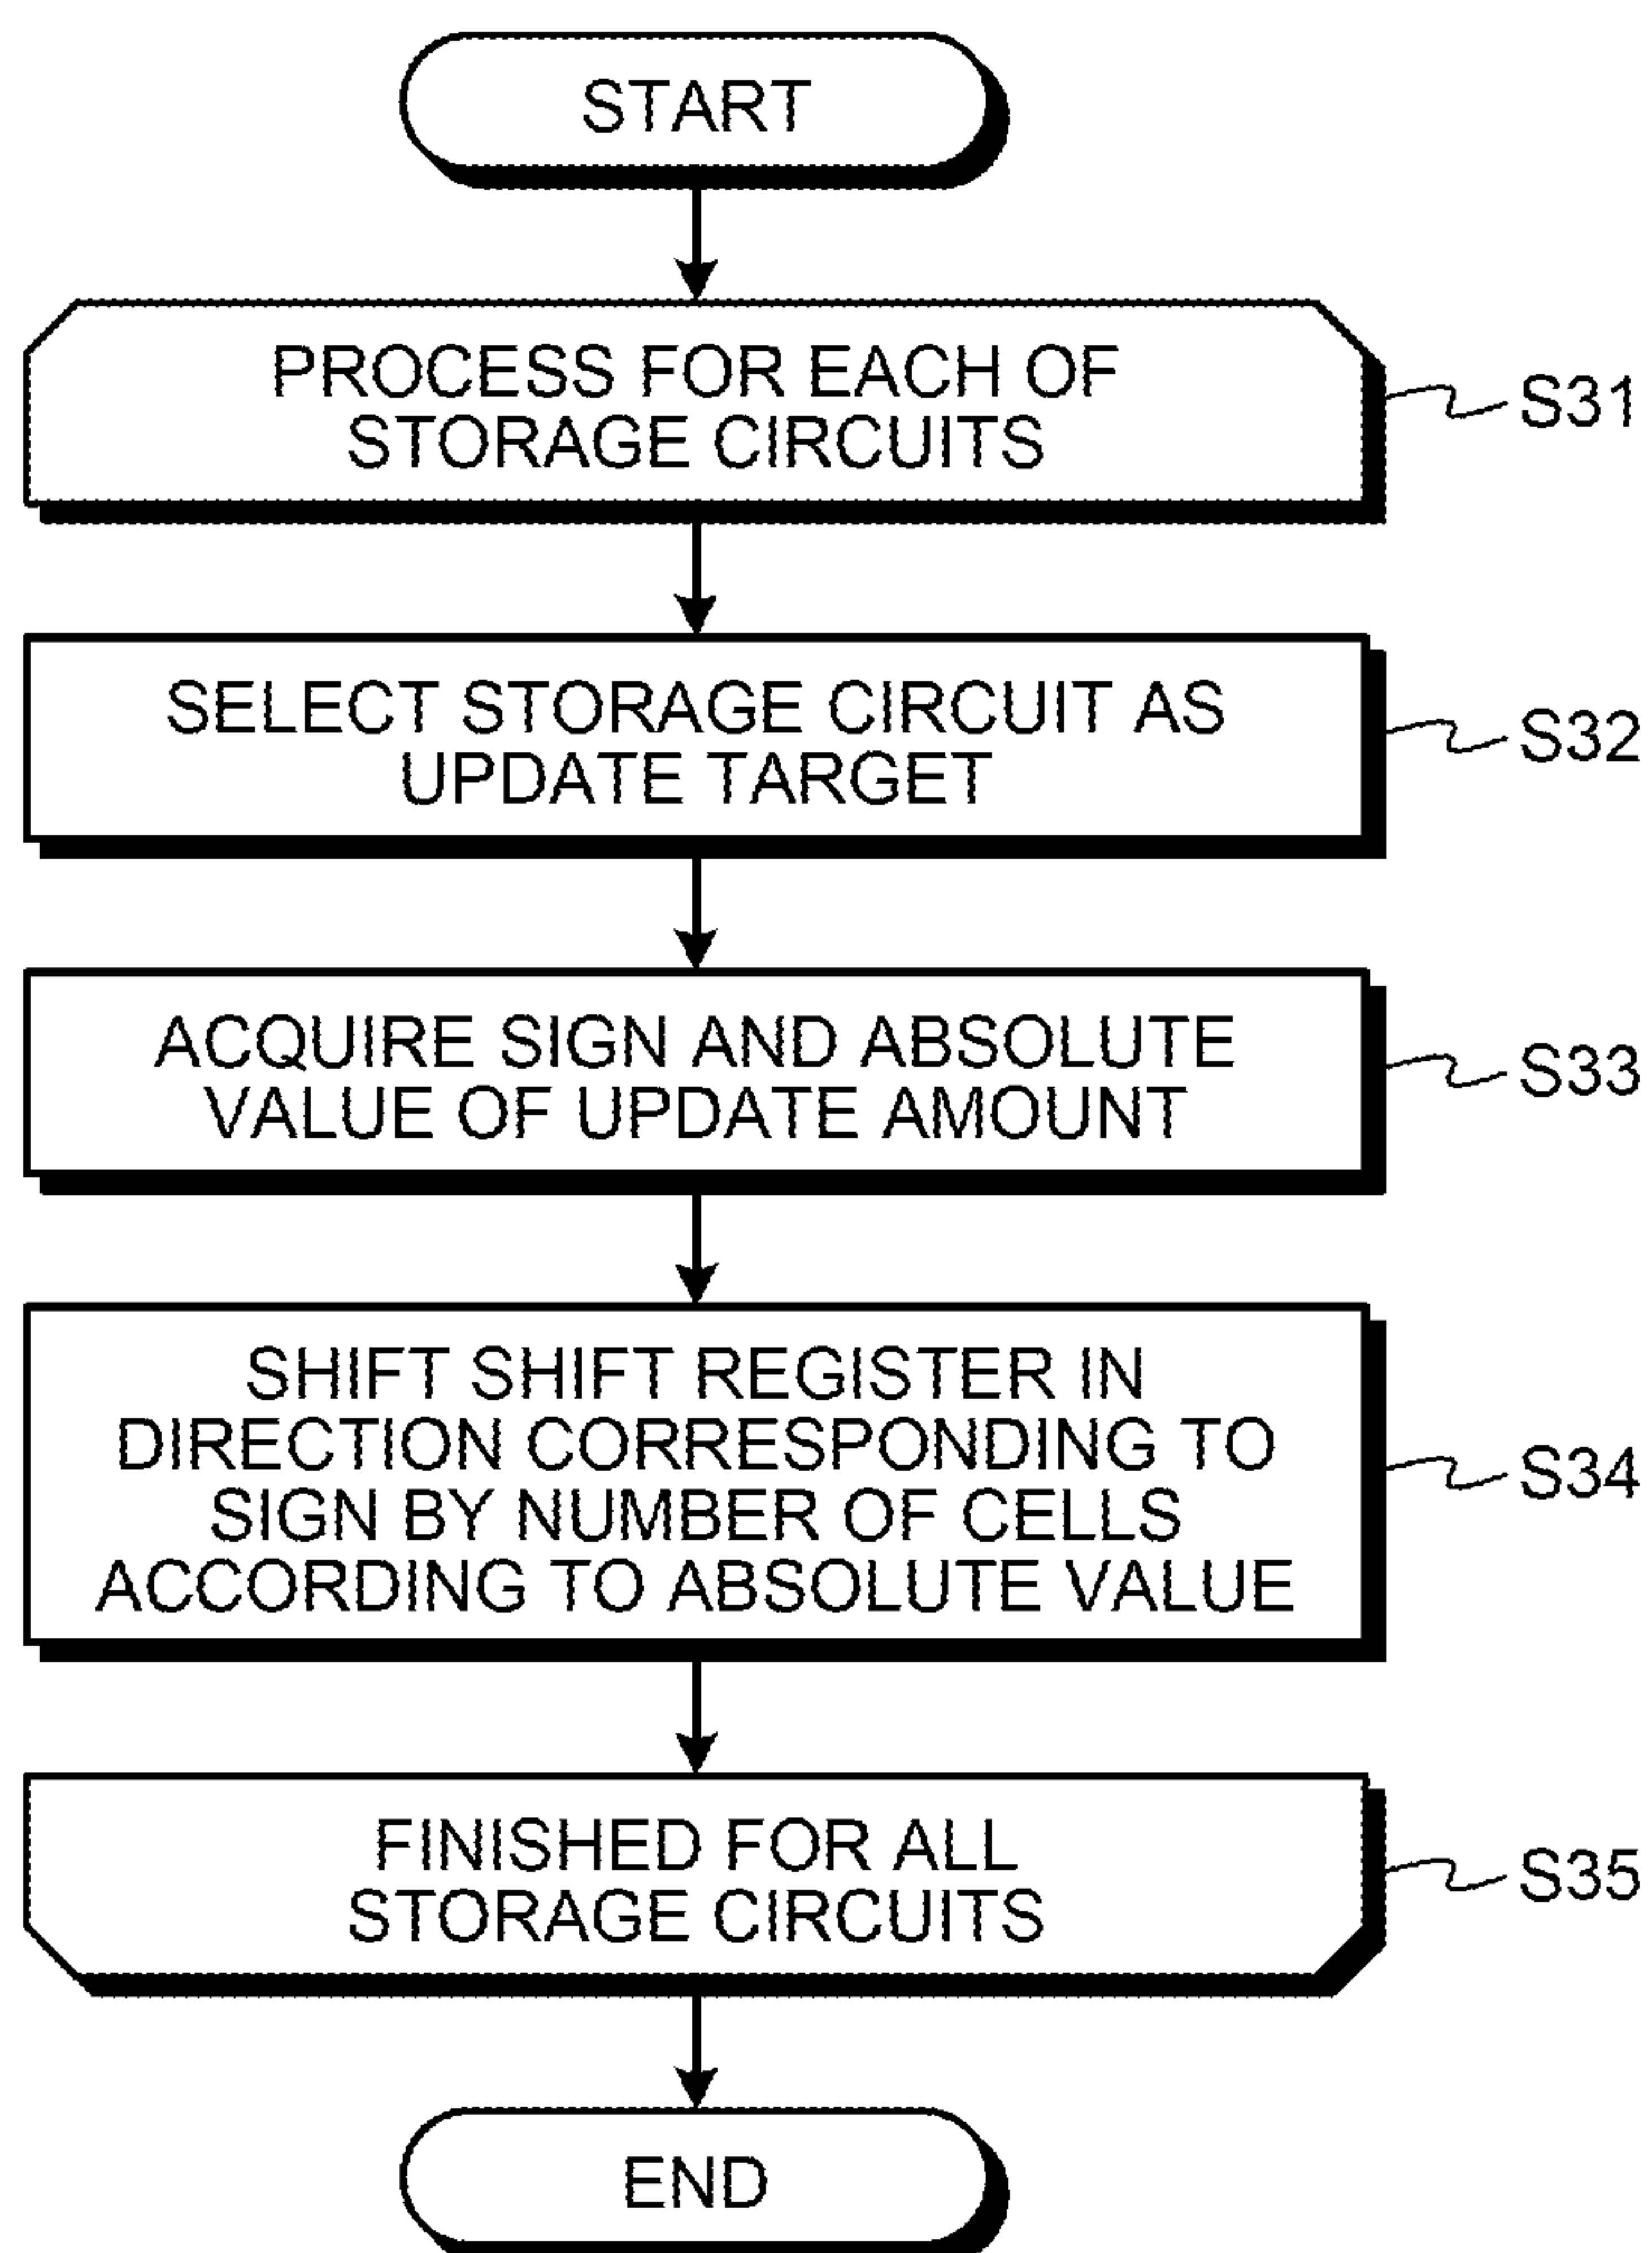 START
PROCESS FOR EACH OF
STORAGE CIRCUITS
S31
SELECT STORAGE CIRCUIT AS
UPDATE TARGET
S32
ACQUIRE SIGN AND ABSOLUTE
VALUE OF UPDATE AMOUNT
S33
SHIFT SHIFT REGISTER IN
DIRECTION CORRESPONDING TO
SIGN BY NUMBER OF CELLS
ACCORDING TO ABSOLUTE VALUE
S34
FINISHED FOR ALL
STORAGE CIRCUITS
S35
END